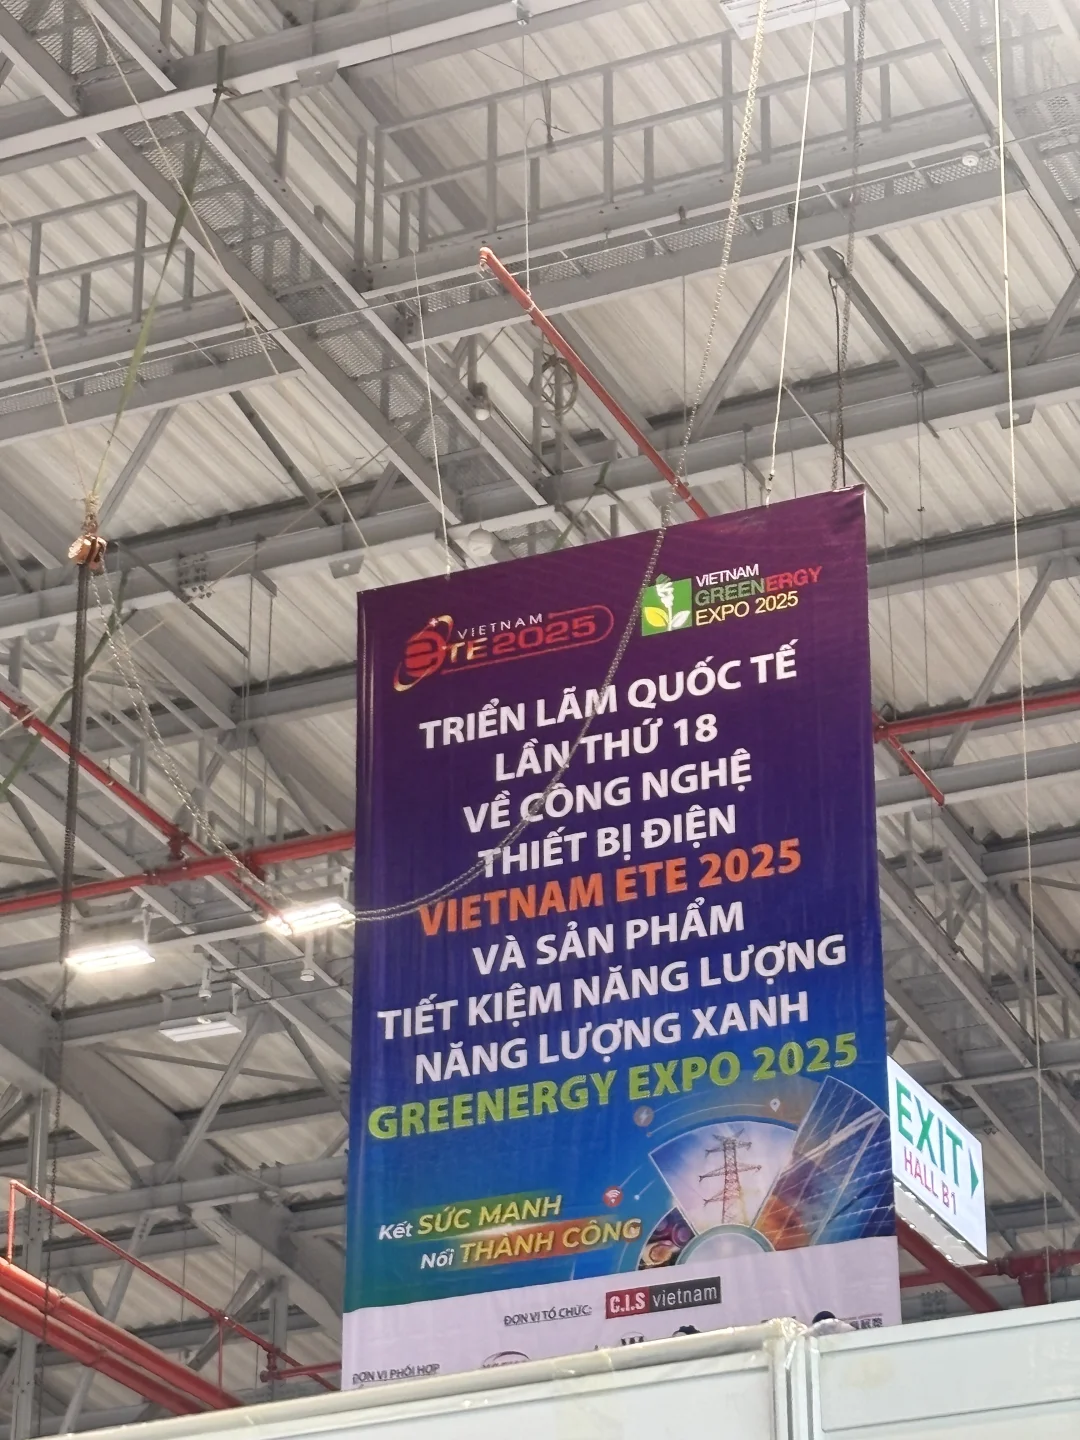 VIETNAM
ETE 2025
VIETNAM
GREENERGY
EXPO 2025
TRIỂN LÃM QUỐC TẾ
LẦN THỨ 18
VỀ CÔNG NGHỆ
THIẾT BỊ ĐIỆN
VIETNAM ETE 2025
VÀ SẢN PHẨM
TIẾT KIỆM NĂNG LƯỢNG
NĂNG LƯỢNG XANH
GREENERGY EXPO 2025
EXIT
HALL B1
Kết SỨC MẠNH
Nối THÀNH CÔNG
ĐƠN VỊ TỔ CHỨC:
C.I.S vietnam
ĐƠN VỊ PHỐI HỢP